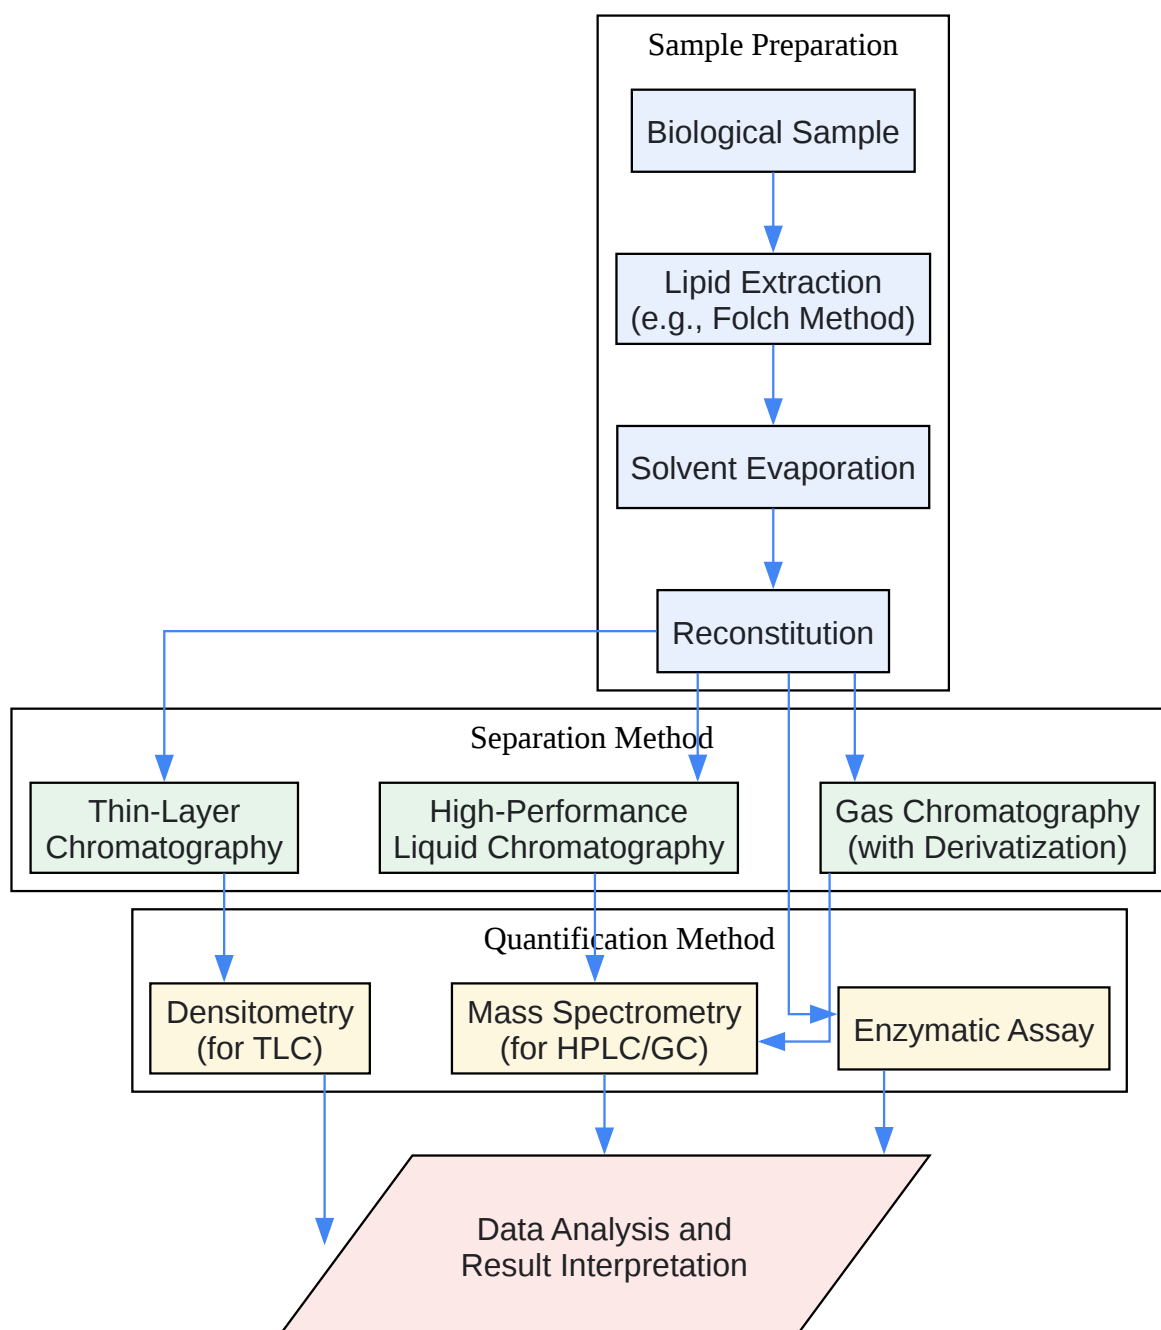 Sample Preparation
Biological Sample
Lipid Extraction
(e.g., Folch Method)
Solvent Evaporation
Reconstitution
Separation Method
Thin-Layer
Chromatography
High-Performance
Liquid Chromatography
Gas Chromatography
(with Derivatization)
Quantification Method
Densitometry
(for TLC)
Mass Spectrometry
(for HPLC/GC)
Enzymatic Assay
Data Analysis and
Result Interpretation